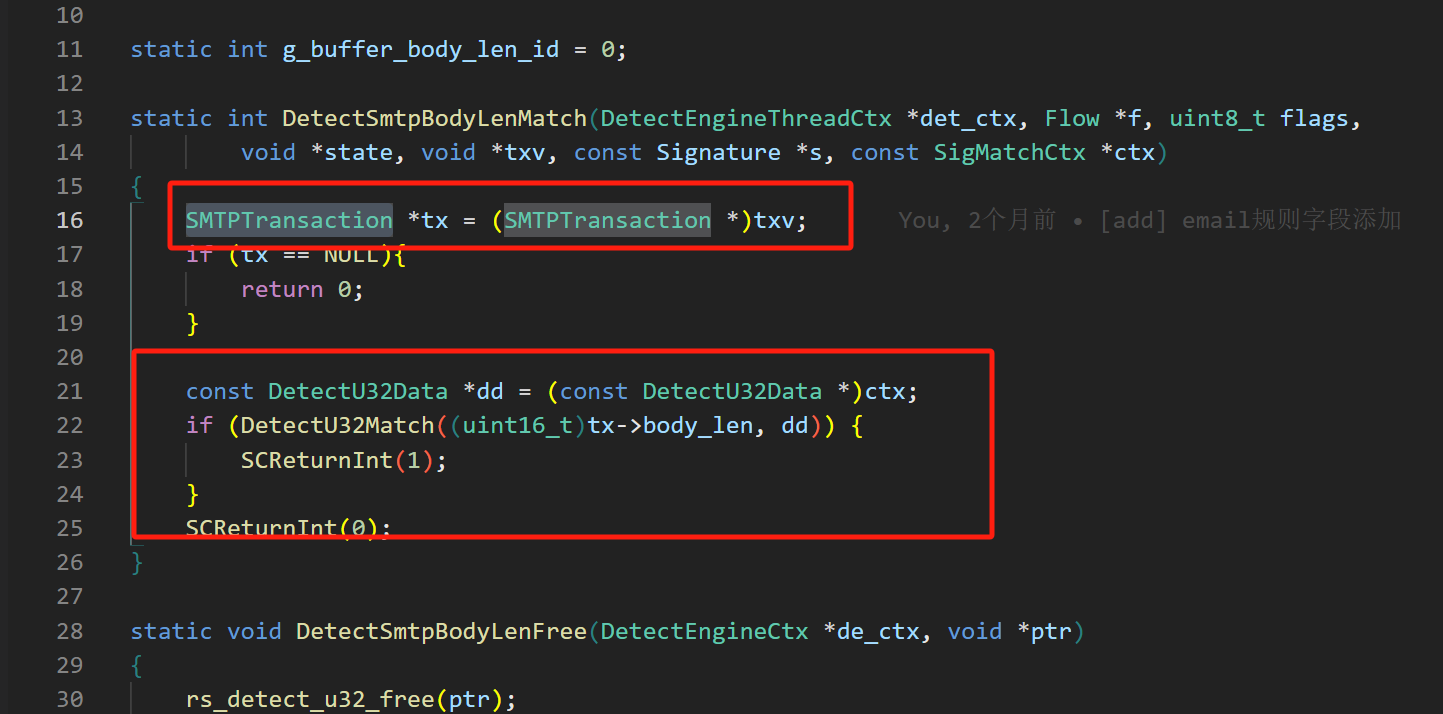 10
11 static int g_buffer_body_len_id = 0;
12
13 static int DetectSmtpBodyLenMatch(DetectEngineThreadCtx *det_ctx, Flow *f, uint8_t flags,
14         void *state, void *txv, const Signature *s, const SigMatchCtx *ctx)
15 {
16     SMTPTransaction *tx = (SMTPTransaction *)txv;       You, 2个月前 • [add] email规则字段添加
17     if (tx == NULL){
18         return 0;
19     }
20
21     const DetectU32Data *dd = (const DetectU32Data *)ctx;
22     if (DetectU32Match((uint16_t)tx->body_len, dd)) {
23         SCReturnInt(1);
24     }
25     SCReturnInt(0);
26 }
27
28 static void DetectSmtpBodyLenFree(DetectEngineCtx *de_ctx, void *ptr)
29 {
30     rs_detect_u32_free(ptr);